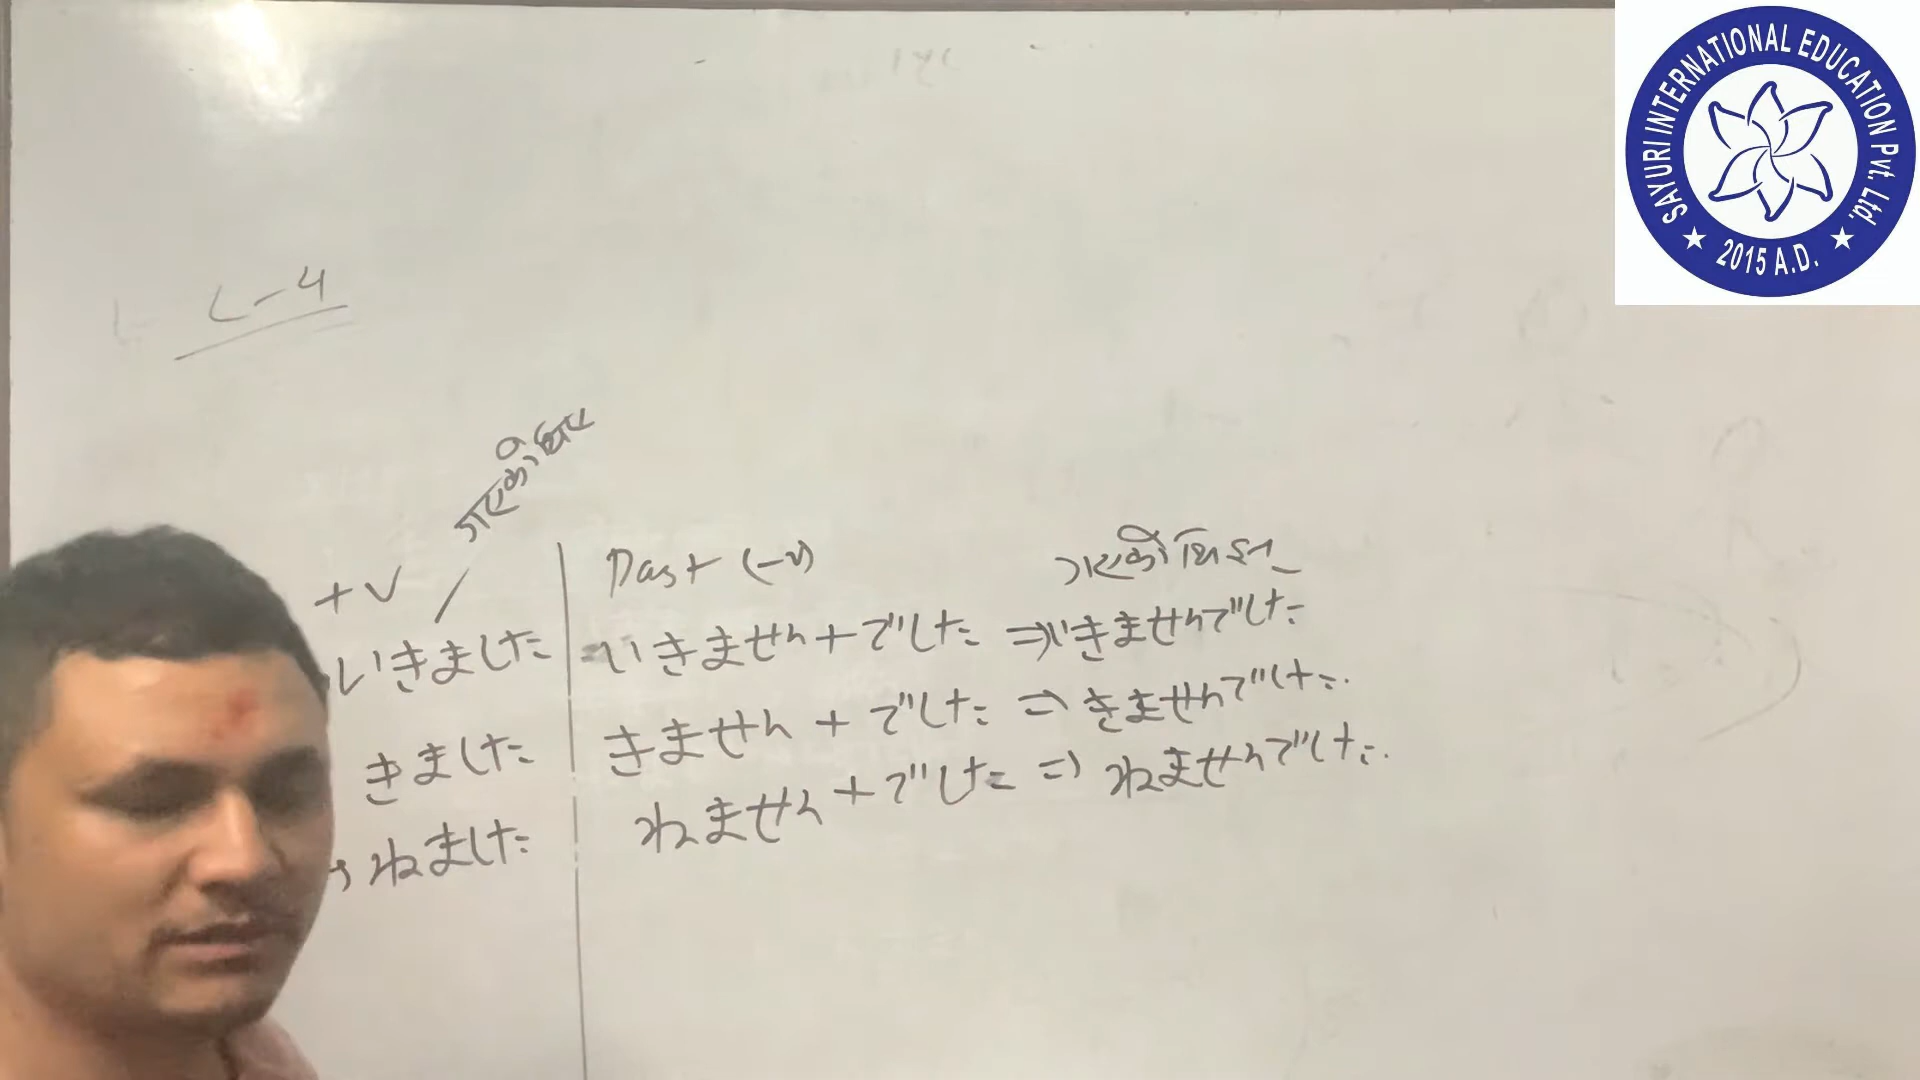 SAYURI INTERNATIONAL EDUCATION Pvt. Ltd.
★ 2015 A.D. ★
L-4
गएको थिए
+v
Past (-v)
गएको थिइन
いきました
いきません+でした ⇒ いきませんでした
きました
きません + でした ⇒ きませんでした.
ねました
ねません + でした ⇒ ねませんでした.